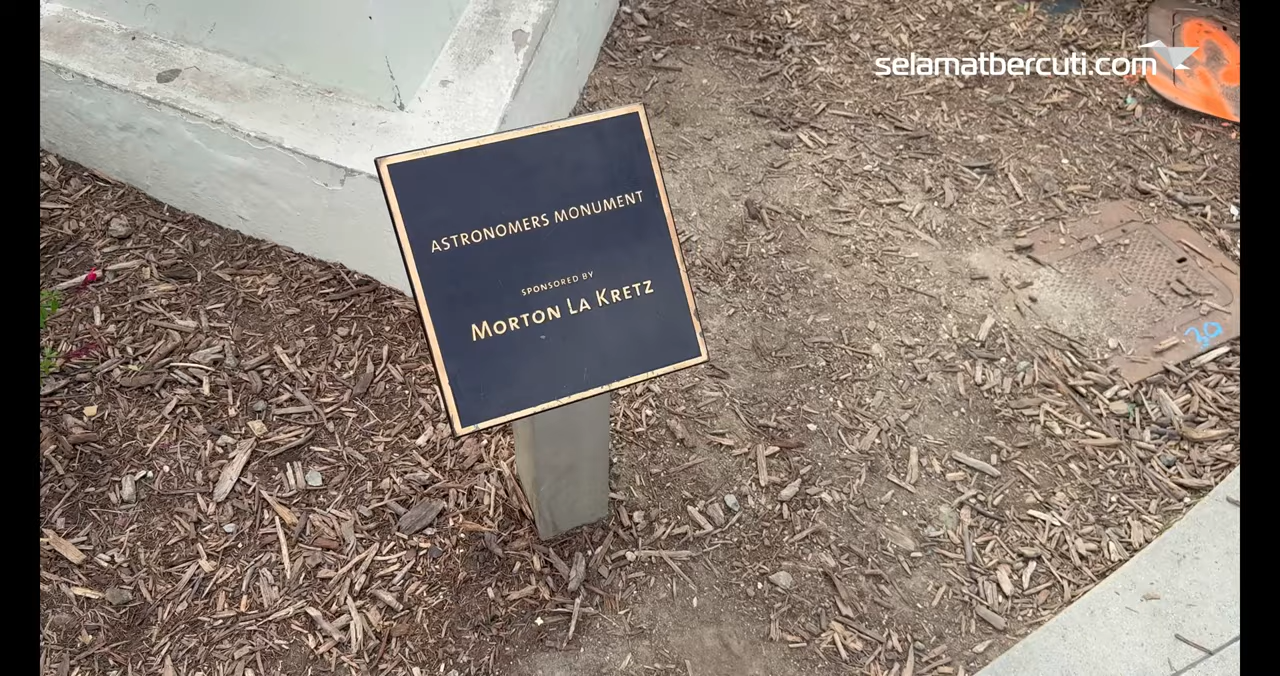 selamatbercuti.com
ASTRONOMERS MONUMENT
SPONSORED BY
MORTON LA KRETZ